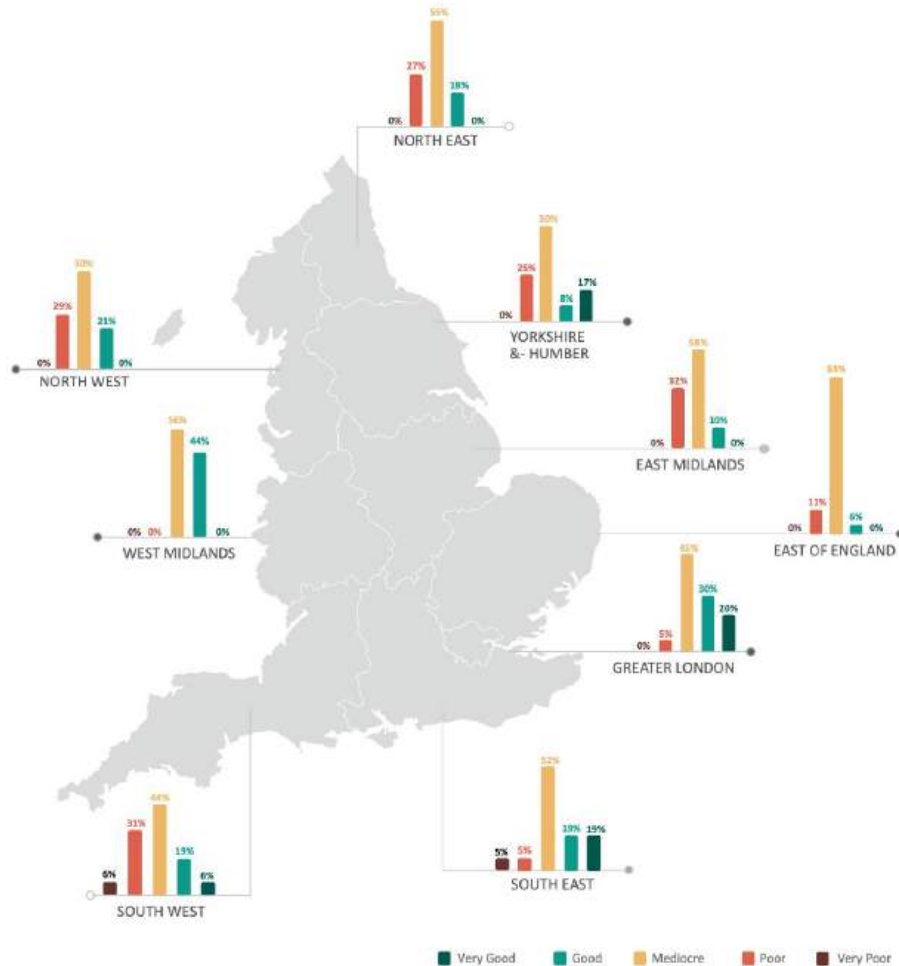 55%
27%
18%
0%
0%
NORTH EAST
50%
25%
17%
8%
0%
YORKSHIRE
&- HUMBER
50%
29%
21%
0%
0%
NORTH WEST
58%
32%
10%
0%
0%
EAST MIDLANDS
83%
11%
6%
0%
0%
EAST OF ENGLAND
56%
44%
0%
0%
0%
WEST MIDLANDS
30%
20%
5%
0%
GREATER LONDON
52%
19%
19%
5%
5%
SOUTH EAST
44%
31%
19%
6%
6%
SOUTH WEST
Very Good
Good
Mediocre
Poor
Very Poor